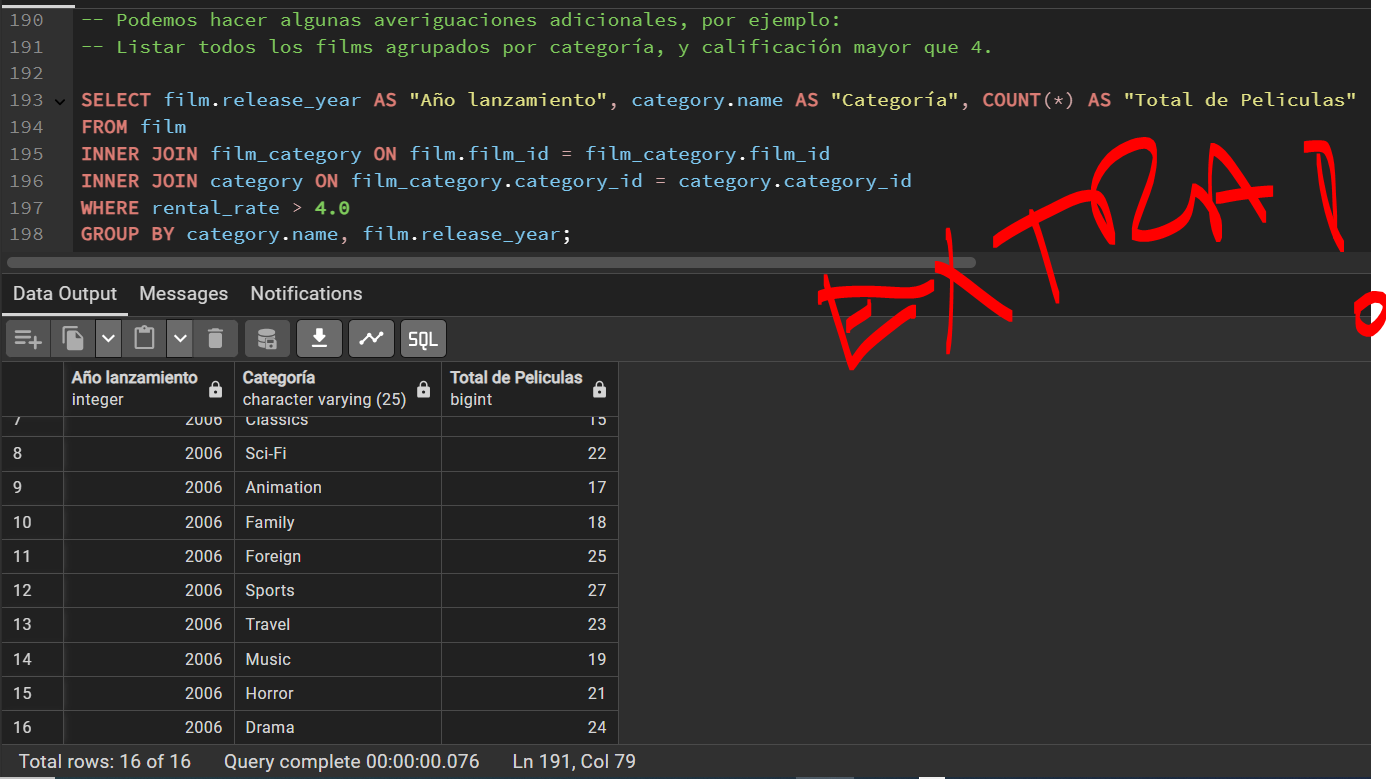 190 -- Podemos hacer algunas averiguaciones adicionales, por ejemplo:
191 -- Listar todos los films agrupados por categoría, y calificación mayor que 4.
192
193 SELECT film.release_year AS "Año lanzamiento", category.name AS "Categoría", COUNT(*) AS "Total de Peliculas"
194 FROM film
195 INNER JOIN film_category ON film.film_id = film_category.film_id
196 INNER JOIN category ON film_category.category_id = category.category_id
197 WHERE rental_rate > 4.0
198 GROUP BY category.name, film.release_year;
EXTRA!
Data Output Messages Notifications
SQL
Año lanzamiento Categoría Total de Peliculas
integer character varying (25) bigint
7 2006 Classics 15
8 2006 Sci-Fi 22
9 2006 Animation 17
10 2006 Family 18
11 2006 Foreign 25
12 2006 Sports 27
13 2006 Travel 23
14 2006 Music 19
15 2006 Horror 21
16 2006 Drama 24
Total rows: 16 of 16 Query complete 00:00:00.076 Ln 191, Col 79